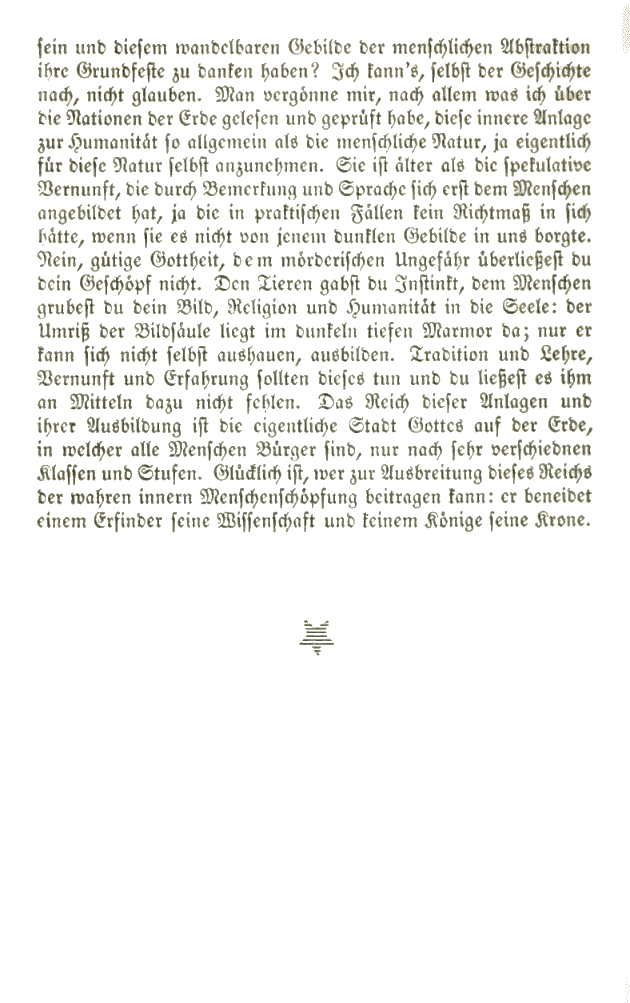 sein und diesem wandelbaren Gebilde der menschlichen Abstraktion
ihre Grundfeste zu danken haben? Ich kann's, selbst der Geschichte
nach, nicht glauben. Man vergönne mir, nach allem was ich über
die Nationen der Erde gelesen und geprüft habe, diese innere Anlage
zur Humanität so allgemein als die menschliche Natur, ja eigentlich
für diese Natur selbst anzunehmen. Sie ist älter als die spekulative
Vernunft, die durch Bemerkung und Sprache sich erst dem Menschen
angebildet hat, ja die in praktischen Fällen kein Richtmaß in sich
hätte, wenn sie es nicht von jenem dunklen Gebilde in uns borgte.
Nein, gütige Gottheit, dem mörderischen Ungefähr überließest du
dein Geschöpf nicht. Den Tieren gabst du Instinkt, dem Menschen
grubest du dein Bild, Religion und Humanität in die Seele: der
Umriß der Bildsäule liegt im dunkeln tiefen Marmor da; nur er
kann sich nicht selbst aushauen, ausbilden. Tradition und Lehre,
Vernunft und Erfahrung sollten dieses tun und du ließest es ihm
an Mitteln dazu nicht fehlen. Das Reich dieser Anlagen und
ihrer Ausbildung ist die eigentliche Stadt Gottes auf der Erde,
in welcher alle Menschen Bürger sind, nur nach sehr verschiednen
Klassen und Stufen. Glücklich ist, wer zur Ausbreitung dieses Reichs
der wahren innern Menschenschöpfung beitragen kann: er beneidet
einem Erfinder seine Wissenschaft und keinem Könige seine Krone.